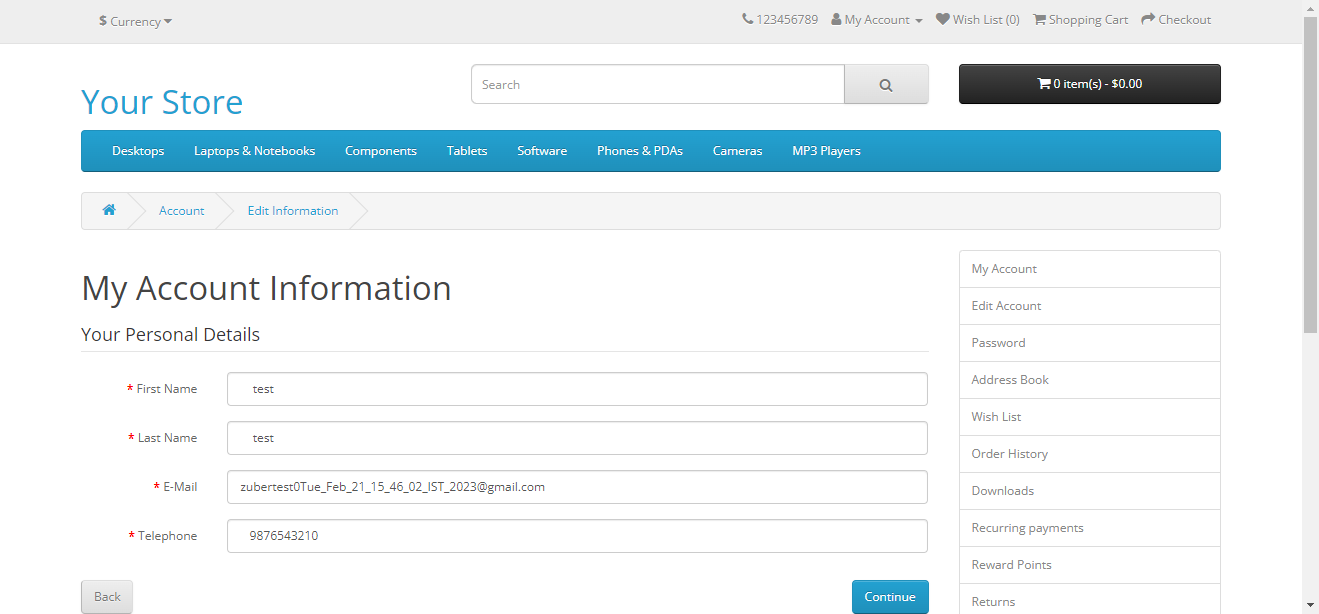 $ Currency
123456789 My Account Wish List (0) Shopping Cart Checkout
Your Store
Search
0 item(s) - $0.00
Desktops Laptops & Notebooks Components Tablets Software Phones & PDAs Cameras MP3 Players
Account Edit Information
My Account Information
Your Personal Details
* First Name test
* Last Name test
* E-Mail zubertest0Tue_Feb_21_15_46_02_IST_2023@gmail.com
* Telephone 9876543210
Back Continue
My Account
Edit Account
Password
Address Book
Wish List
Order History
Downloads
Recurring payments
Reward Points
Returns